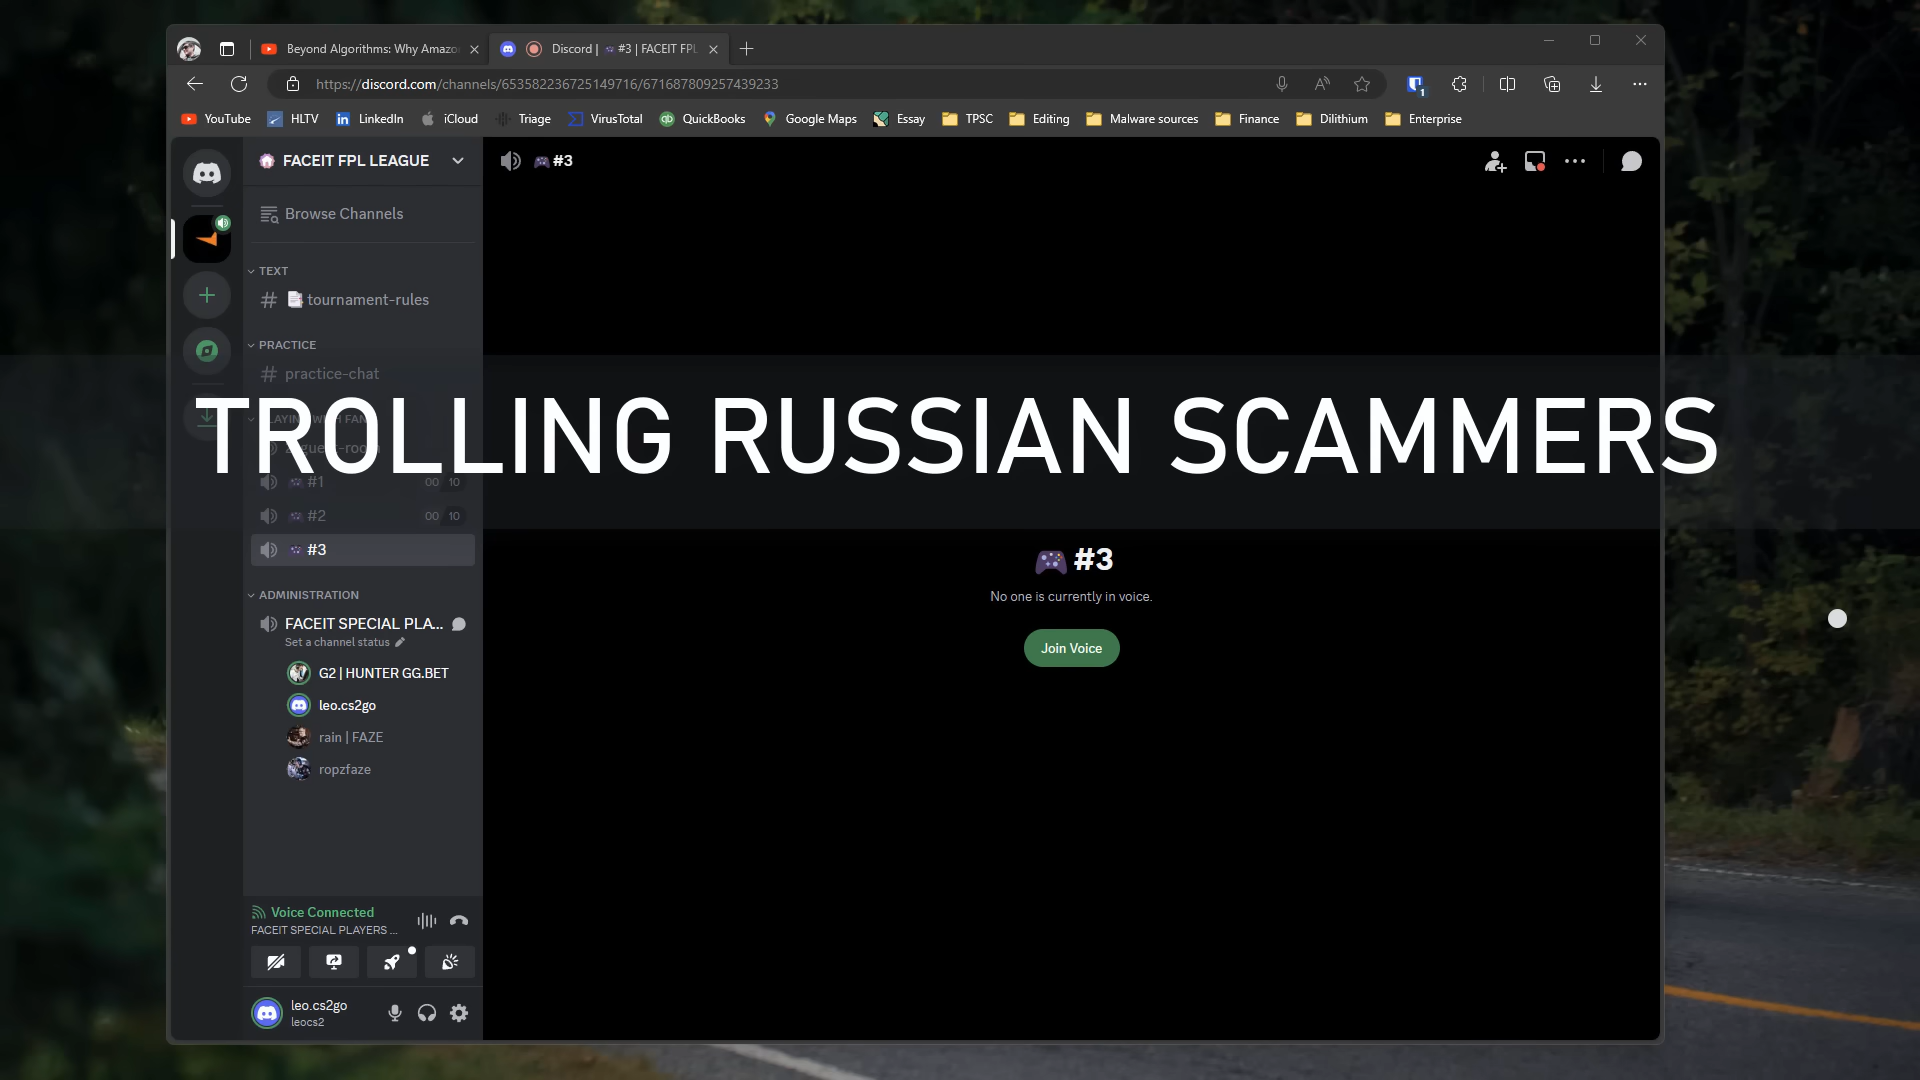 Beyond Algorithms: Why Amazo
Discord | #3 | FACEIT FPL
https://discord.com/channels/653582236725149716/671687809257439233
1
YouTube HLTV LinkedIn iCloud Triage VirusTotal QuickBooks Google Maps Essay TPSC Editing Malware sources Finance Dilithium Enterprise
FACEIT FPL LEAGUE
#3
Browse Channels
TEXT
tournament-rules
PRACTICE
practice-chat
TROLLING RUSSIAN SCAMMERS
#1 00 10
#2 00 10
#3
ADMINISTRATION
FACEIT SPECIAL PLA...
Set a channel status
G2 | HUNTER GG.BET
leo.cs2go
rain | FAZE
ropzfaze
#3
No one is currently in voice.
Join Voice
Voice Connected
FACEIT SPECIAL PLAYERS ...
leo.cs2go
leocs2